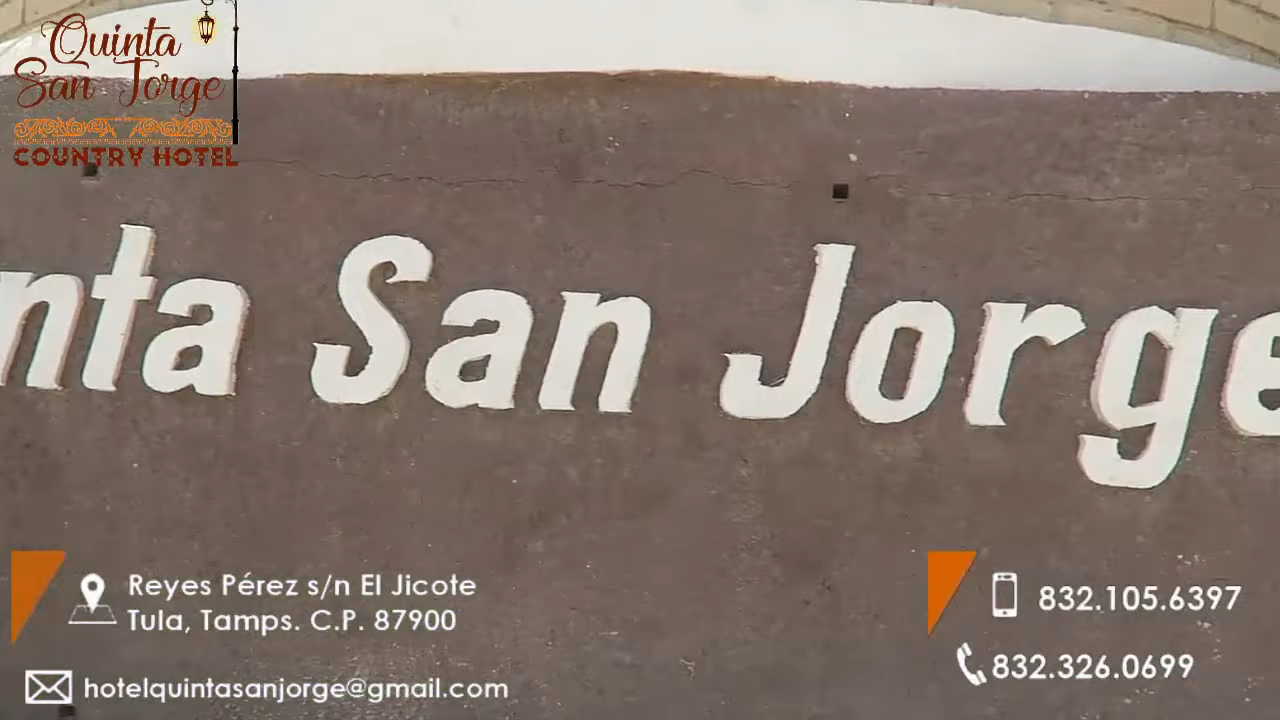 Quinta
San Jorge
COUNTRY HOTEL
nta San Jorge
Reyes Pérez s/n El Jicote
Tula, Tamps. C.P. 87900
hotelquintasanjorge@gmail.com
832.105.6397
832.326.0699